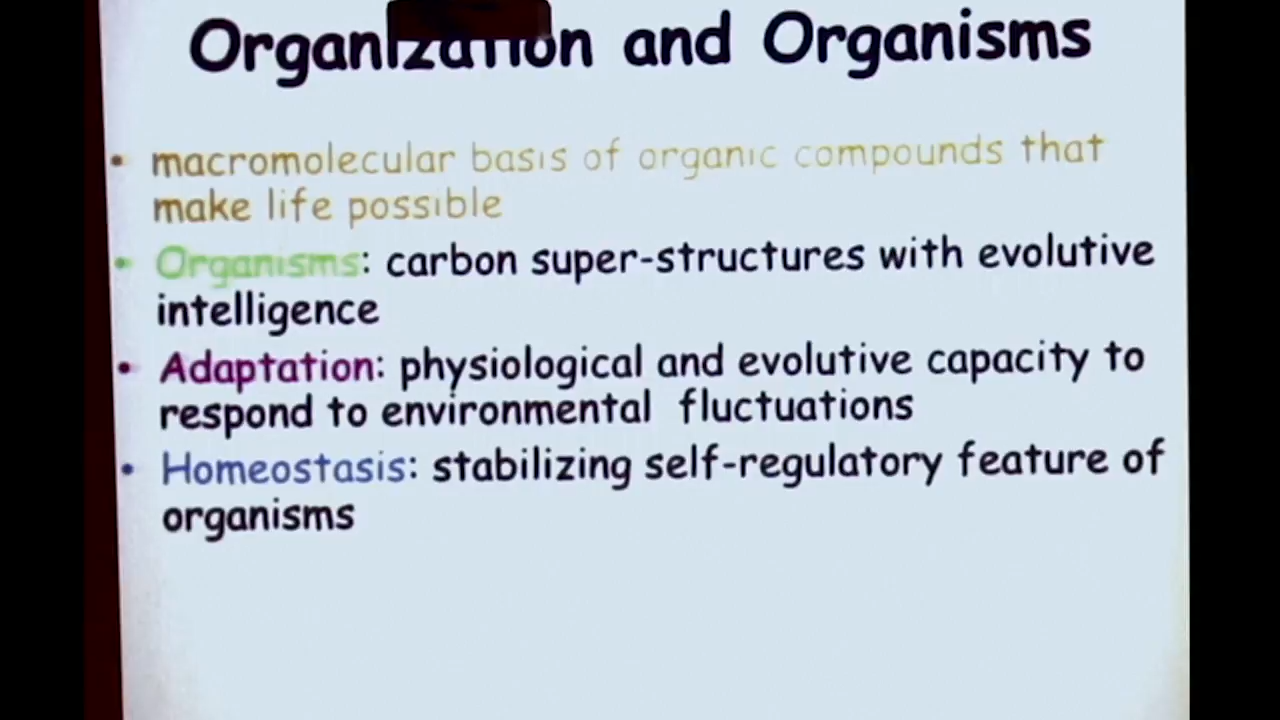 Organization and Organisms
• macromolecular basis of organic compounds that
make life possible
• Organisms: carbon super-structures with evolutive
intelligence
• Adaptation: physiological and evolutive capacity to
respond to environmental fluctuations
• Homeostasis: stabilizing self-regulatory feature of
organisms